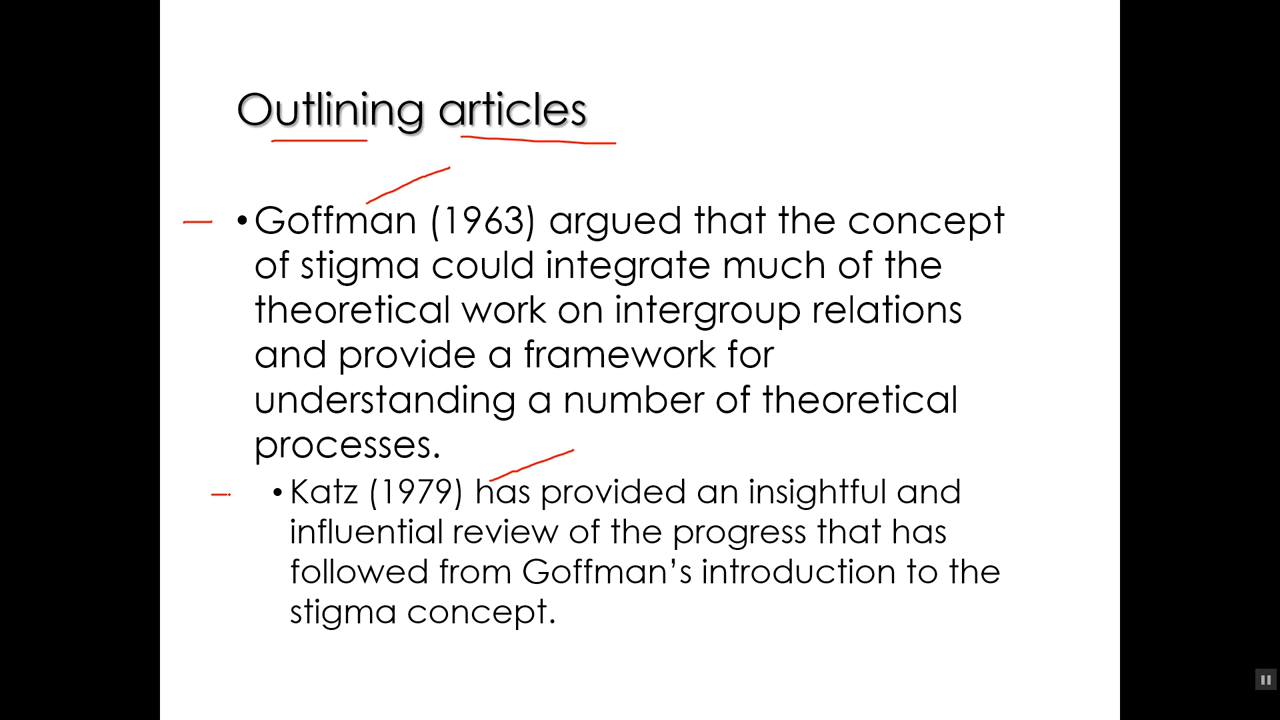 Outlining articles
• Goffman (1963) argued that the concept
of stigma could integrate much of the
theoretical work on intergroup relations
and provide a framework for
understanding a number of theoretical
processes.
• Katz (1979) has provided an insightful and
influential review of the progress that has
followed from Goffman’s introduction to the
stigma concept.